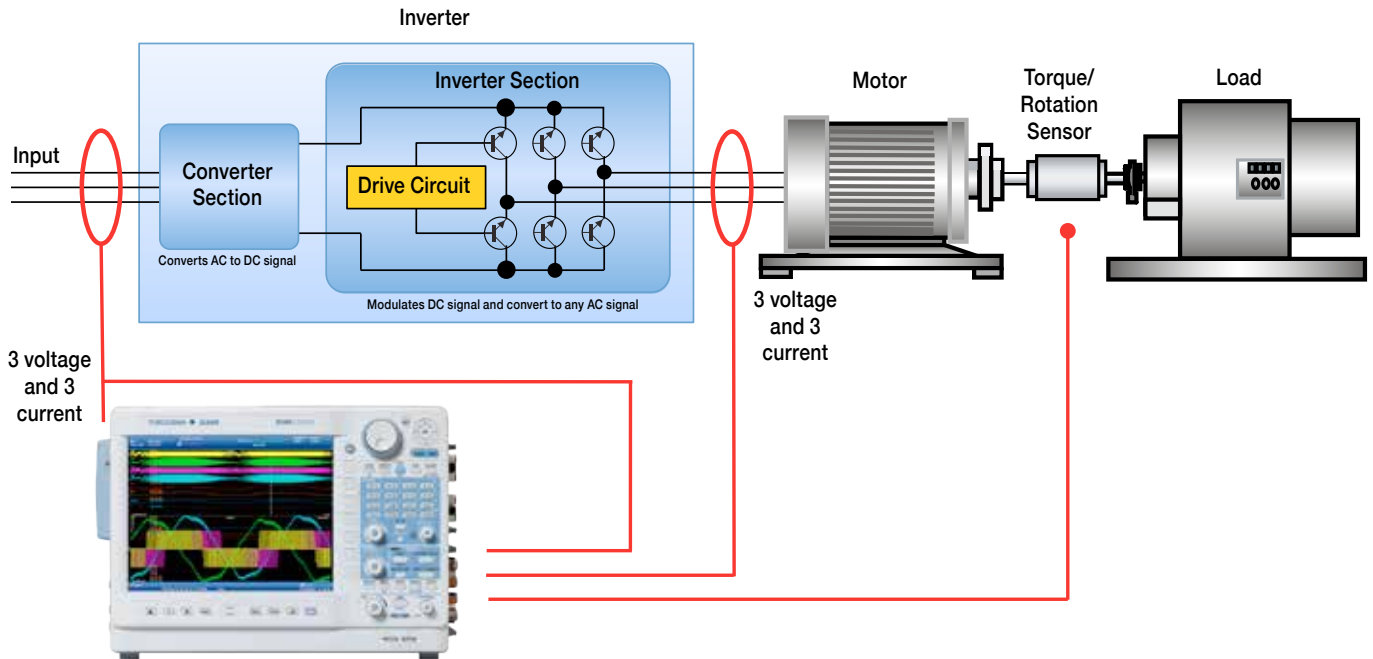 Inverter
Inverter Section
Motor
Torque/
Rotation
Sensor
Load
Input
Converter
Section
Drive Circuit
Converts AC to DC signal
Modulates DC signal and convert to any AC signal
3 voltage
and 3
current
3 voltage
and 3
current
YOKOGAWA